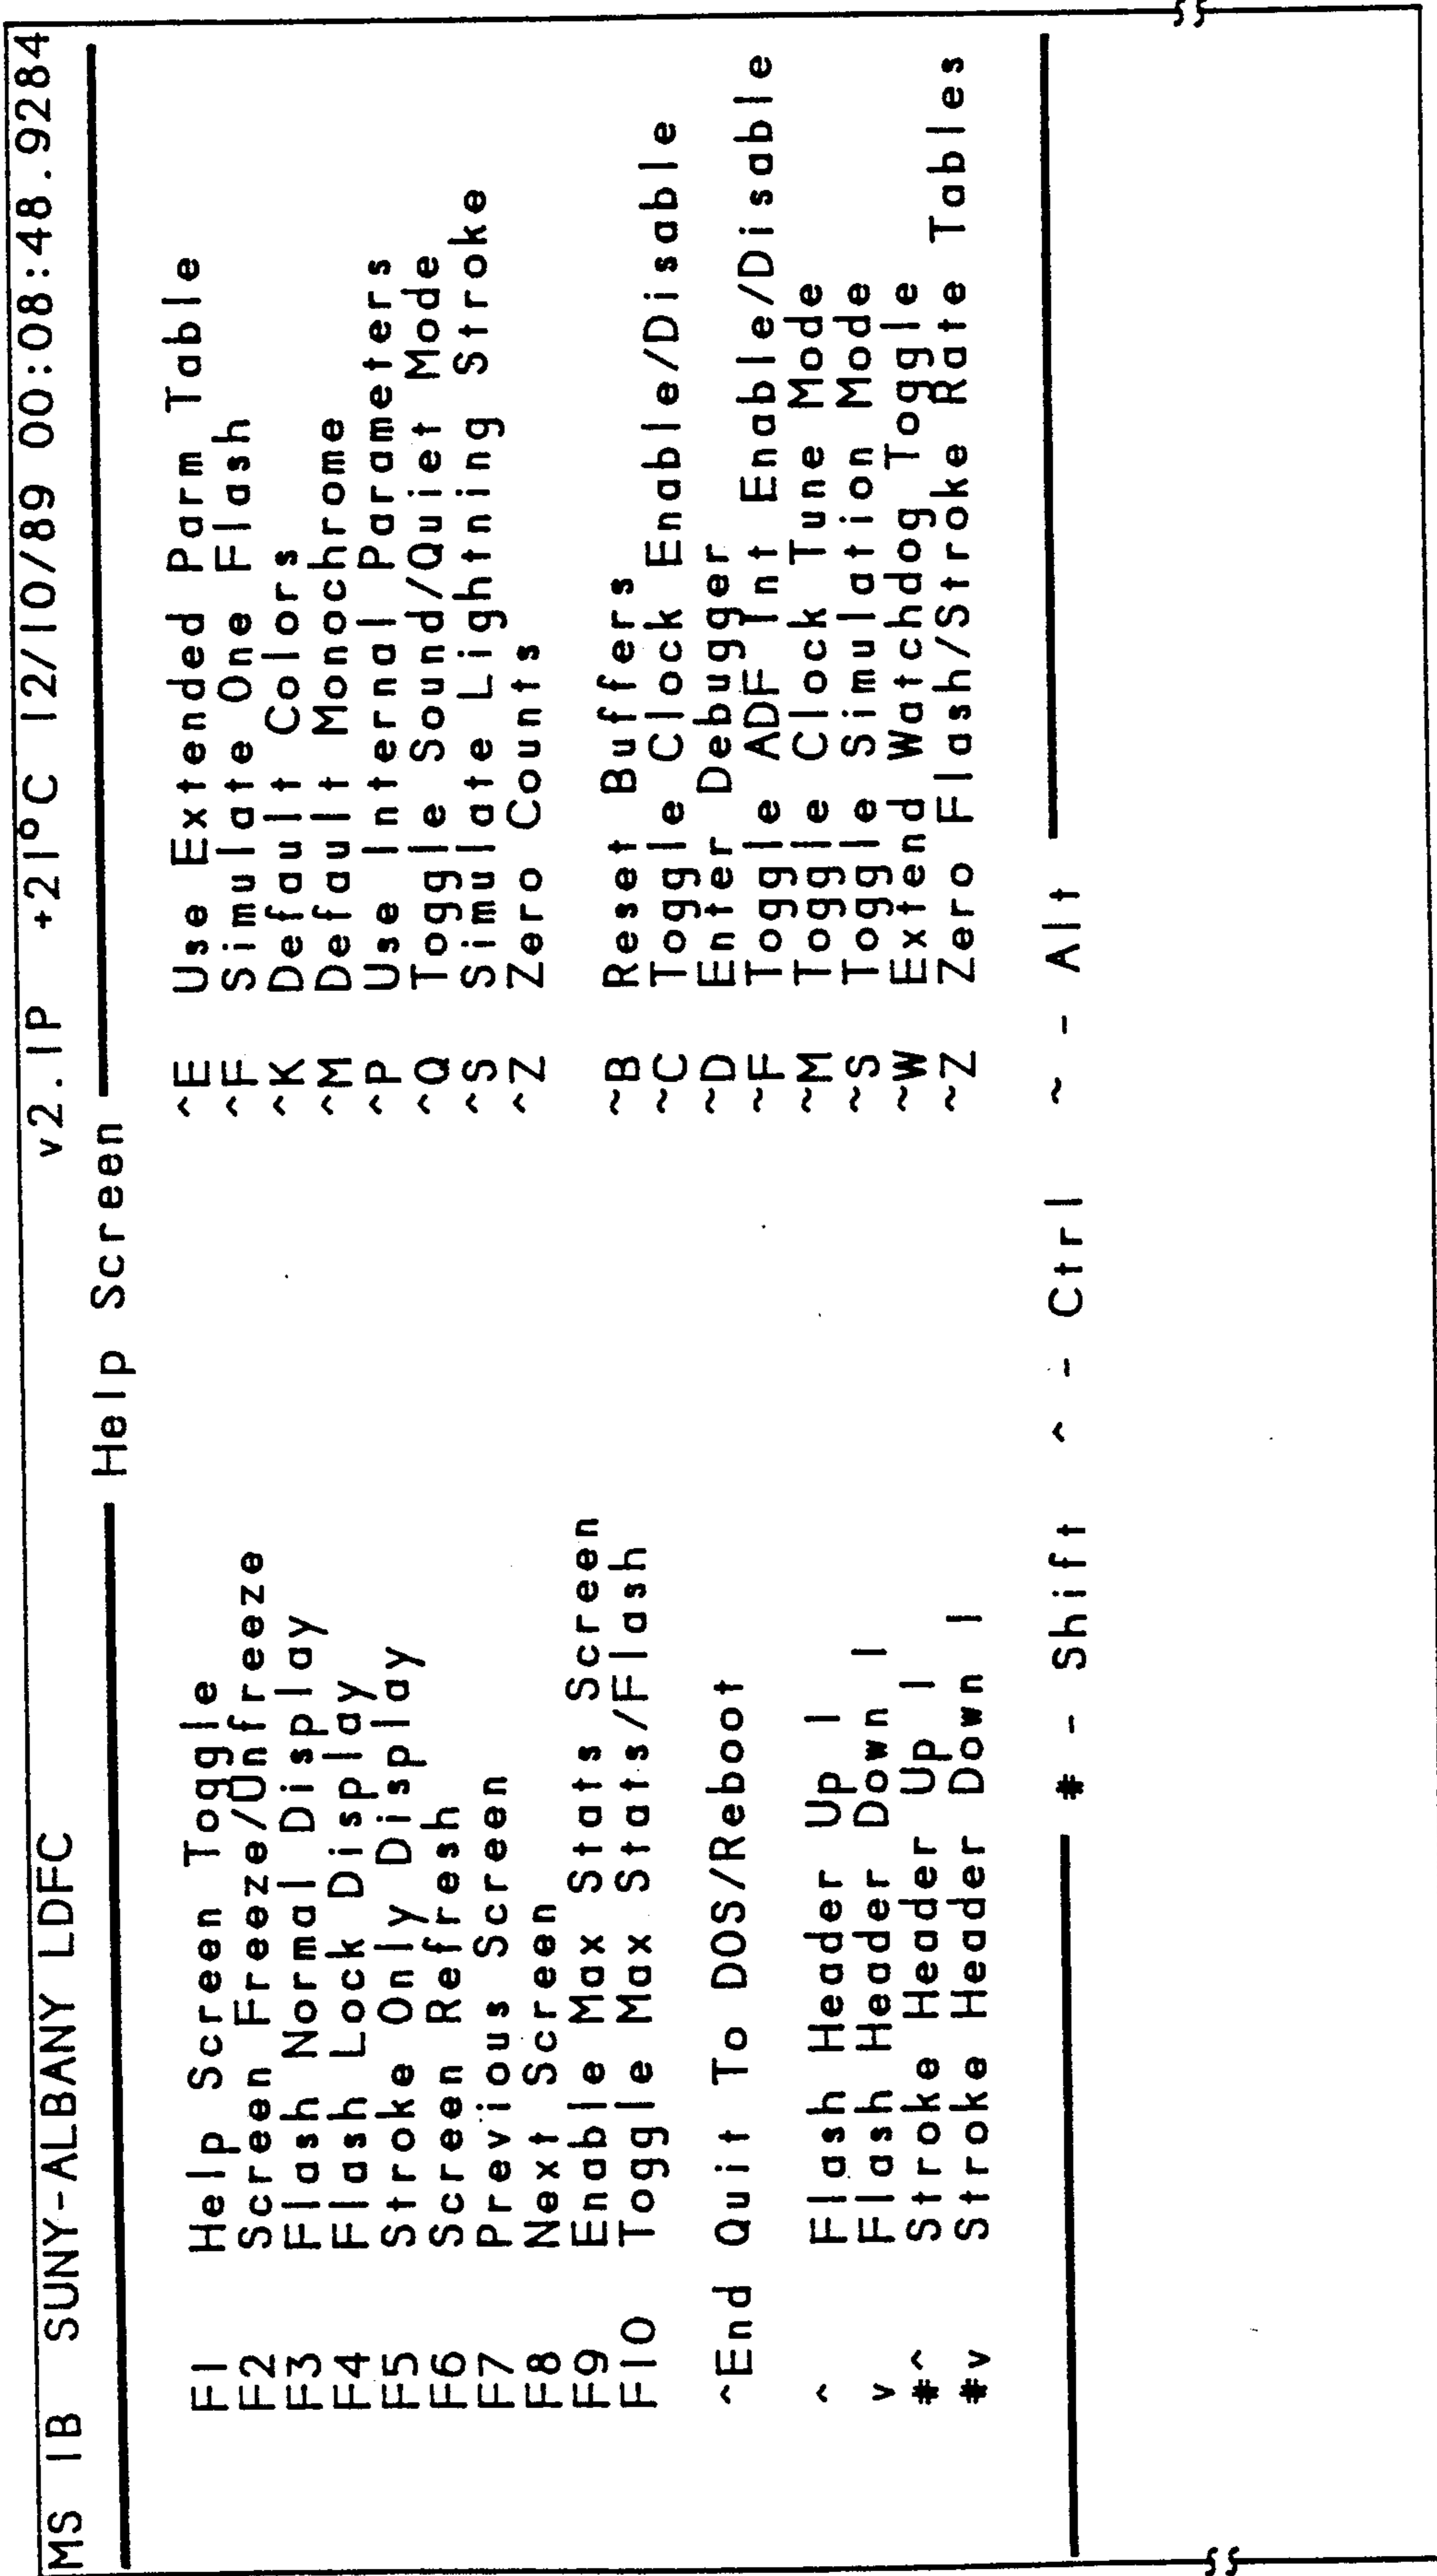 MS IB SUNY-ALBANY LDFC v2.1P +21°C 12/10/89 00:08:48.9284
Help Screen
F1 Help Screen Toggle ^E Use Extended Parm Table
F2 Screen Freeze/Unfreeze ^F Simulate One Flash
F3 Flash Normal Display ^K Default Colors
F4 Flash Lock Display ^M Default Monochrome
F5 Stroke Only Display ^P Use Internal Parameters
F6 Screen Refresh ^Q Toggle Sound/Quiet Mode
F7 Previous Screen ^S Simulate Lightning Stroke
F8 Next Screen ^Z Zero Counts
F9 Enable Max Stats Screen
F10 Toggle Max Stats/Flash ~B Reset Buffers
~C Toggle Clock Enable/Disable
^End Quit To DOS/Reboot ~D Enter Debugger
~F Toggle ADF Int Enable/Disable
^ Flash Header Up 1 ~M Toggle Clock Tune Mode
v Flash Header Down 1 ~S Toggle Simulation Mode
#^ Stroke Header Up 1 ~W Extend Watchdog Toggle
#v Stroke Header Down 1 ~Z Zero Flash/Stroke Rate Tables
# - Shift ^ - Ctrl ~ - Alt